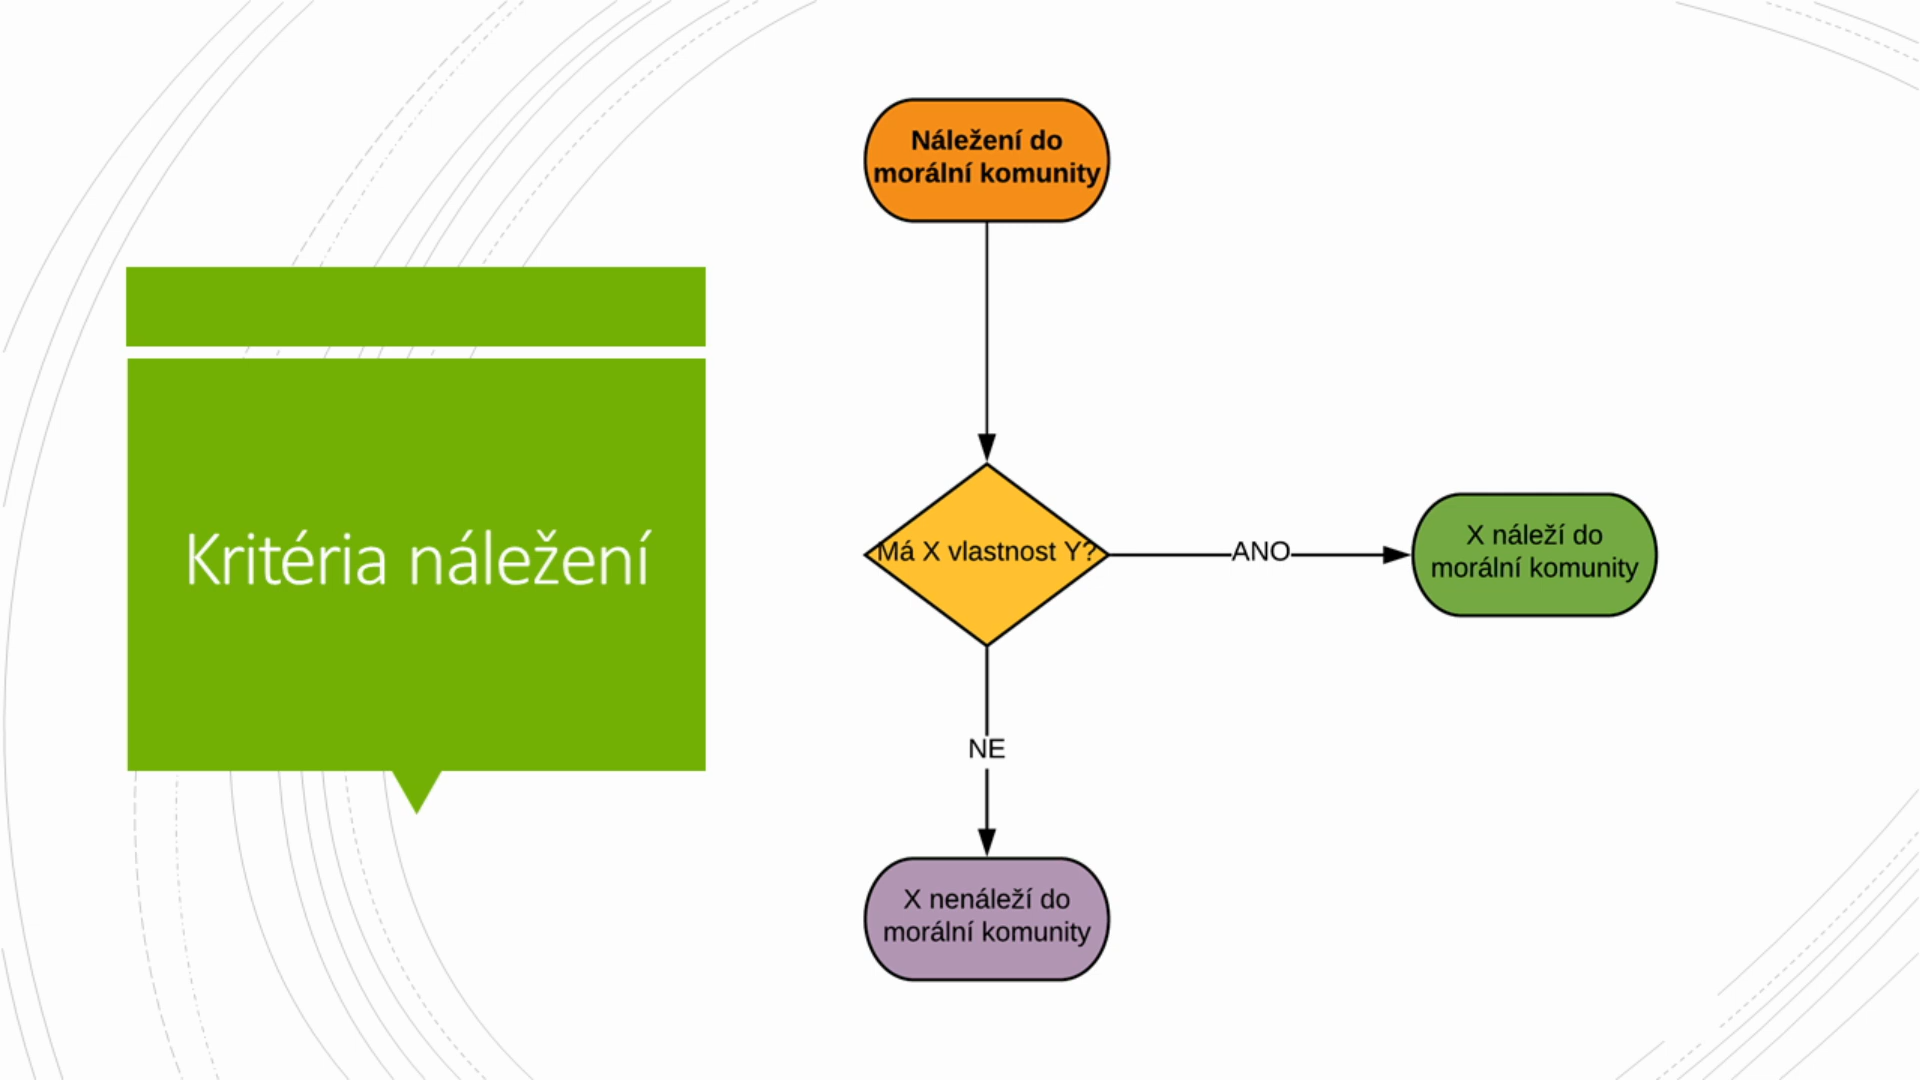 Kritéria náležení
Náležení do
morální komunity
Má X vlastnost Y?
ANO
X náleží do
morální komunity
NE
X nenáleží do
morální komunity